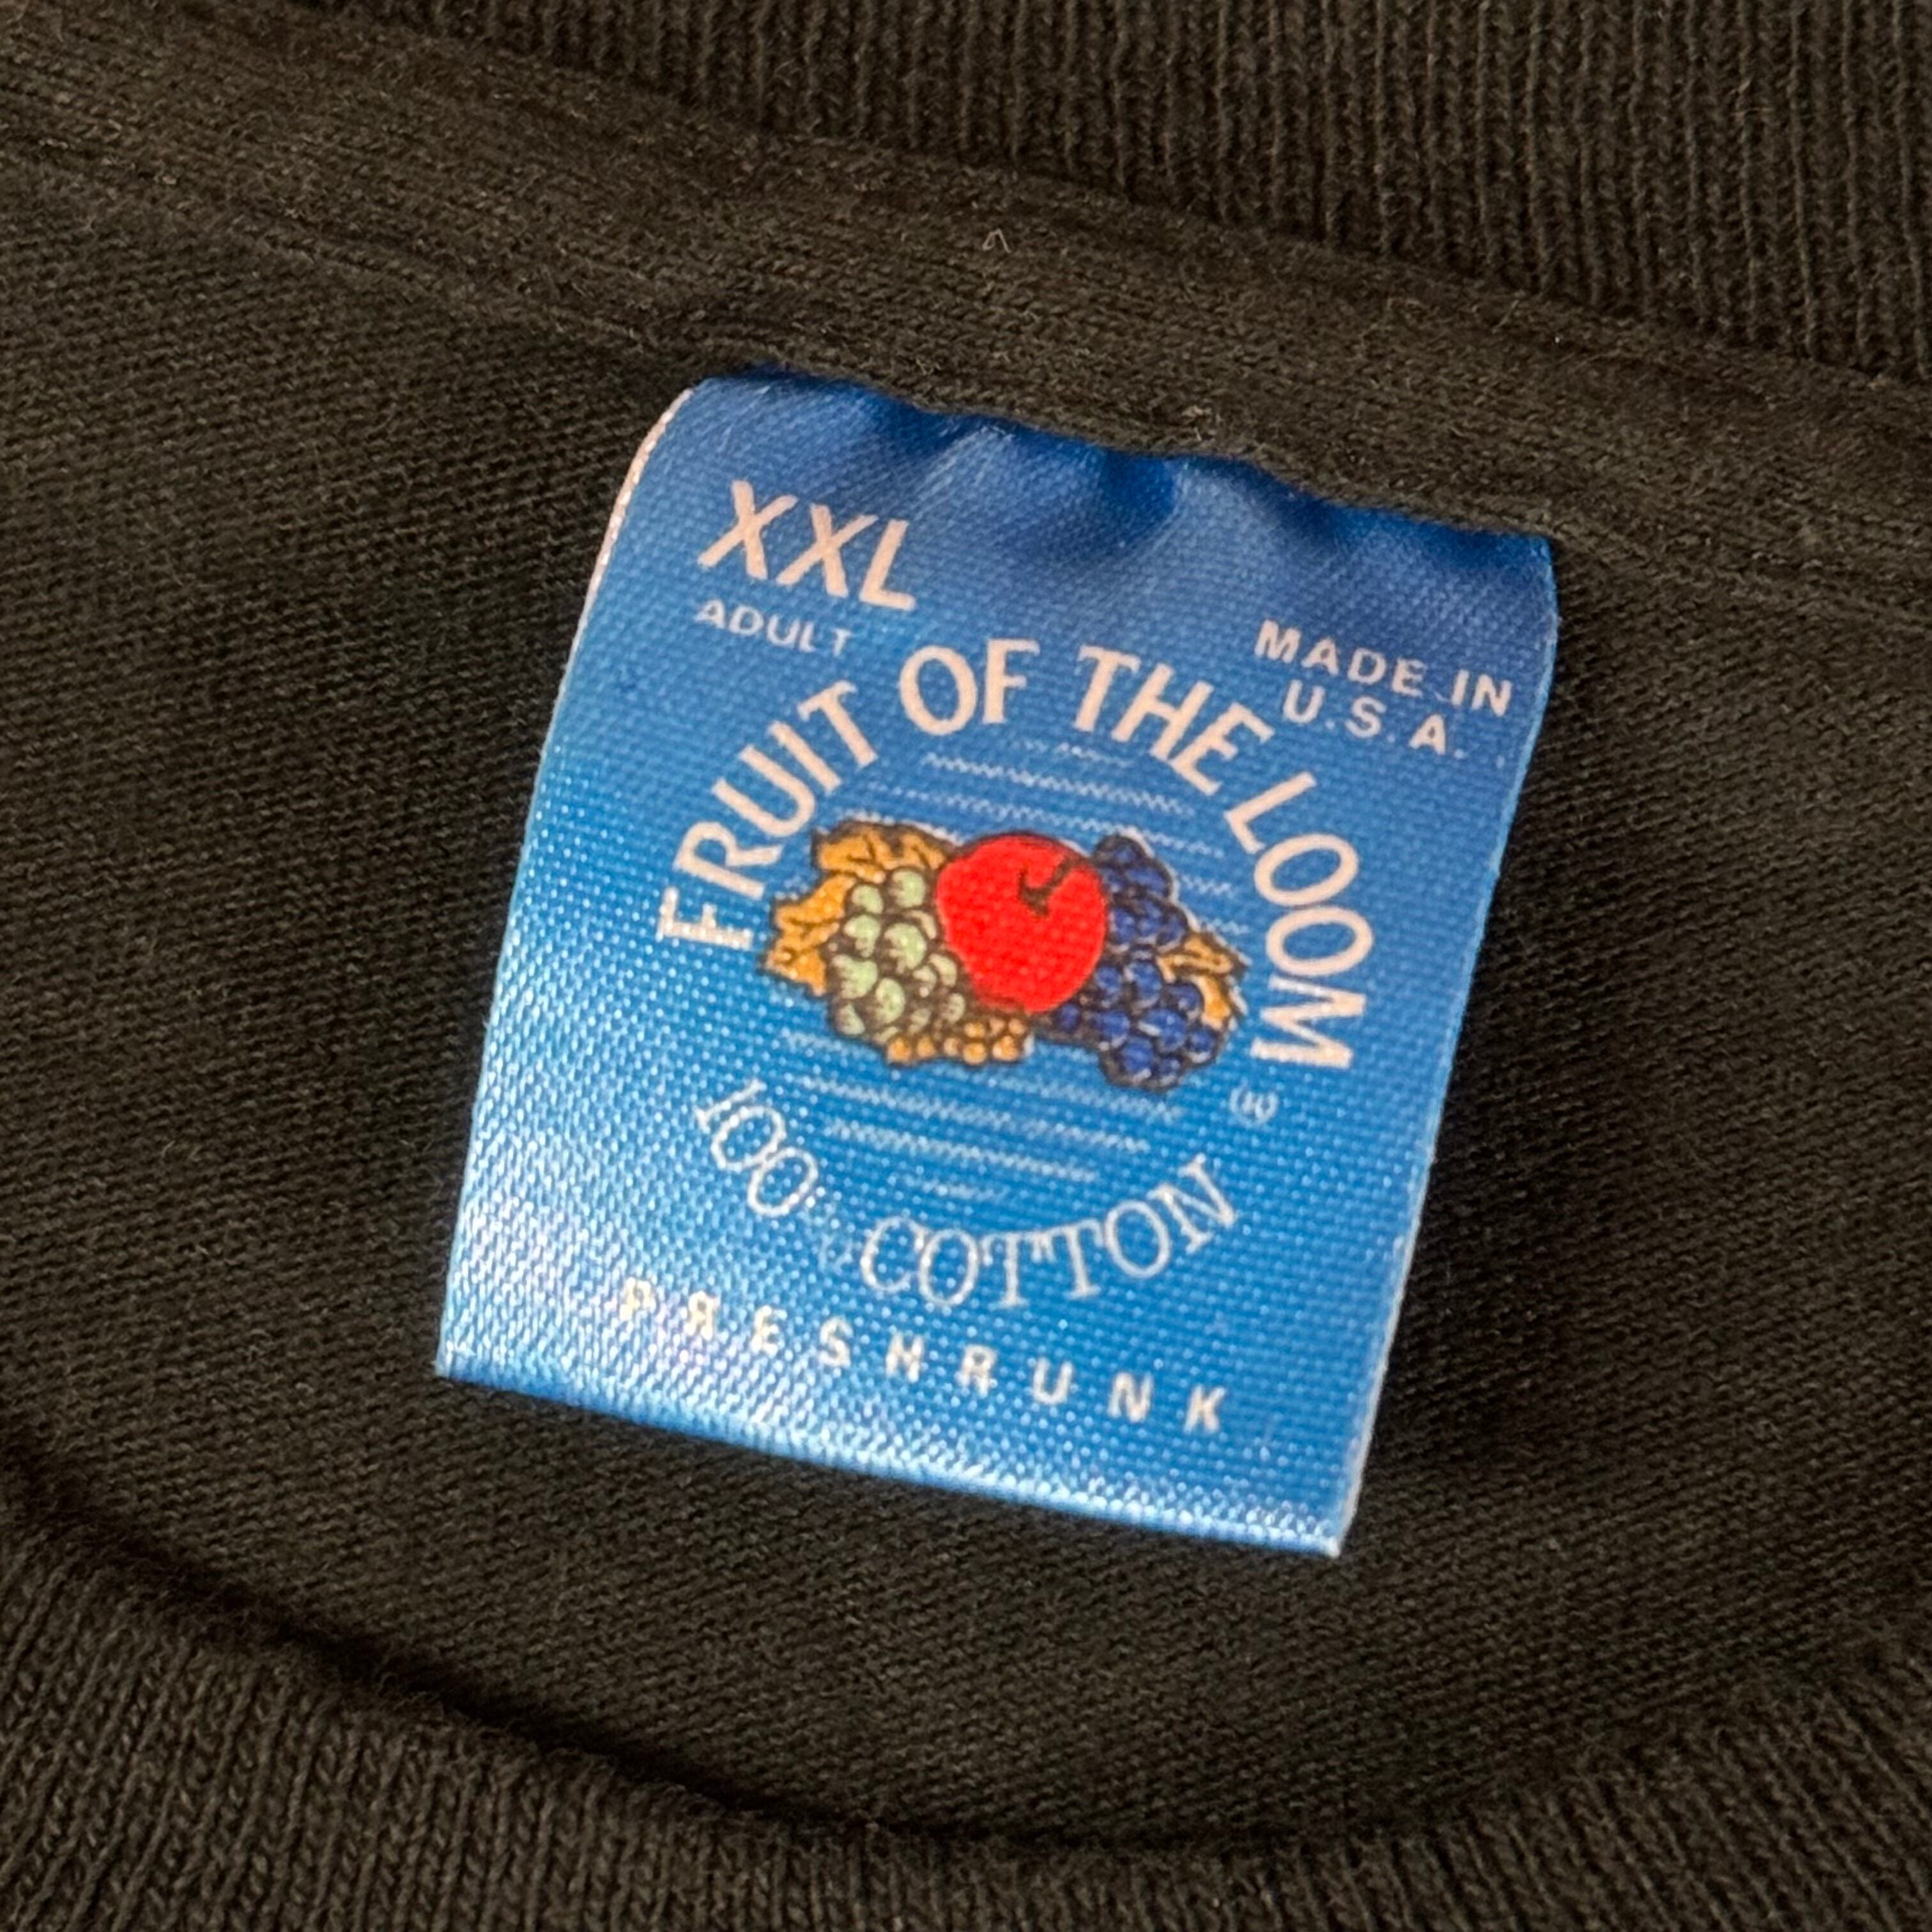 XXL
ADULT
MADE IN
U.S.A.
FRUIT OF THE LOOM
®
100% COTTON
PRESHRUNK